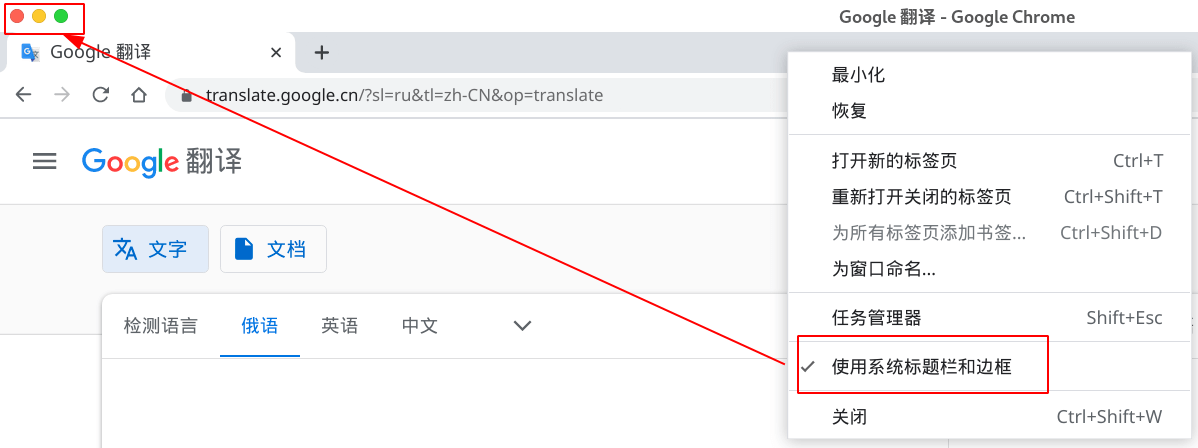 Google 翻译 - Google Chrome
Google 翻译
translate.google.cn/?sl=ru&tl=zh-CN&op=translate
Google 翻译
文字 文档
检测语言 俄语 英语 中文
最小化
恢复
打开新的标签页 Ctrl+T
重新打开关闭的标签页 Ctrl+Shift+T
为所有标签页添加书签... Ctrl+Shift+D
为窗口命名...
任务管理器 Shift+Esc
使用系统标题栏和边框
关闭 Ctrl+Shift+W